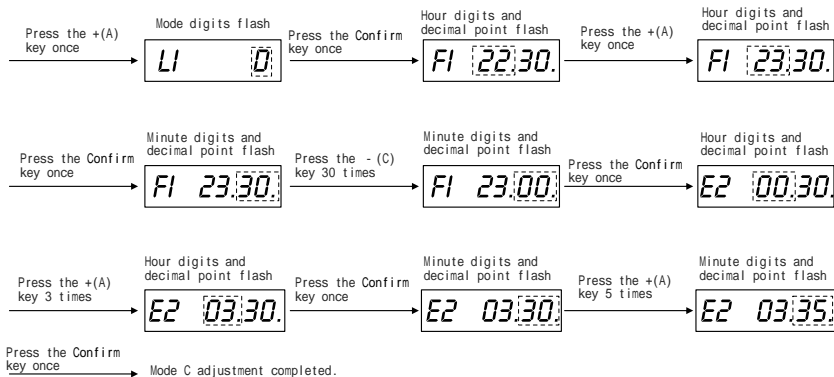 Press the +(A)
key once
Mode digits flash
LI 0
Press the Confirm
key once
Hour digits and
decimal point flash
F1 22.30.
Press the +(A)
key once
Hour digits and
decimal point flash
F1 23.30.
Press the Confirm
key once
Minute digits and
decimal point flash
F1 23.30.
Press the - (C)
key 30 times
Minute digits and
decimal point flash
F1 23.00.
Press the Confirm
key once
Hour digits and
decimal point flash
E2 00.30.
Press the +(A)
key 3 times
Hour digits and
decimal point flash
E2 03.30.
Press the Confirm
key once
Minute digits and
decimal point flash
E2 03.30.
Press the +(A)
key 5 times
Minute digits and
decimal point flash
E2 03.35.
Press the Confirm
key once
Mode C adjustment completed.